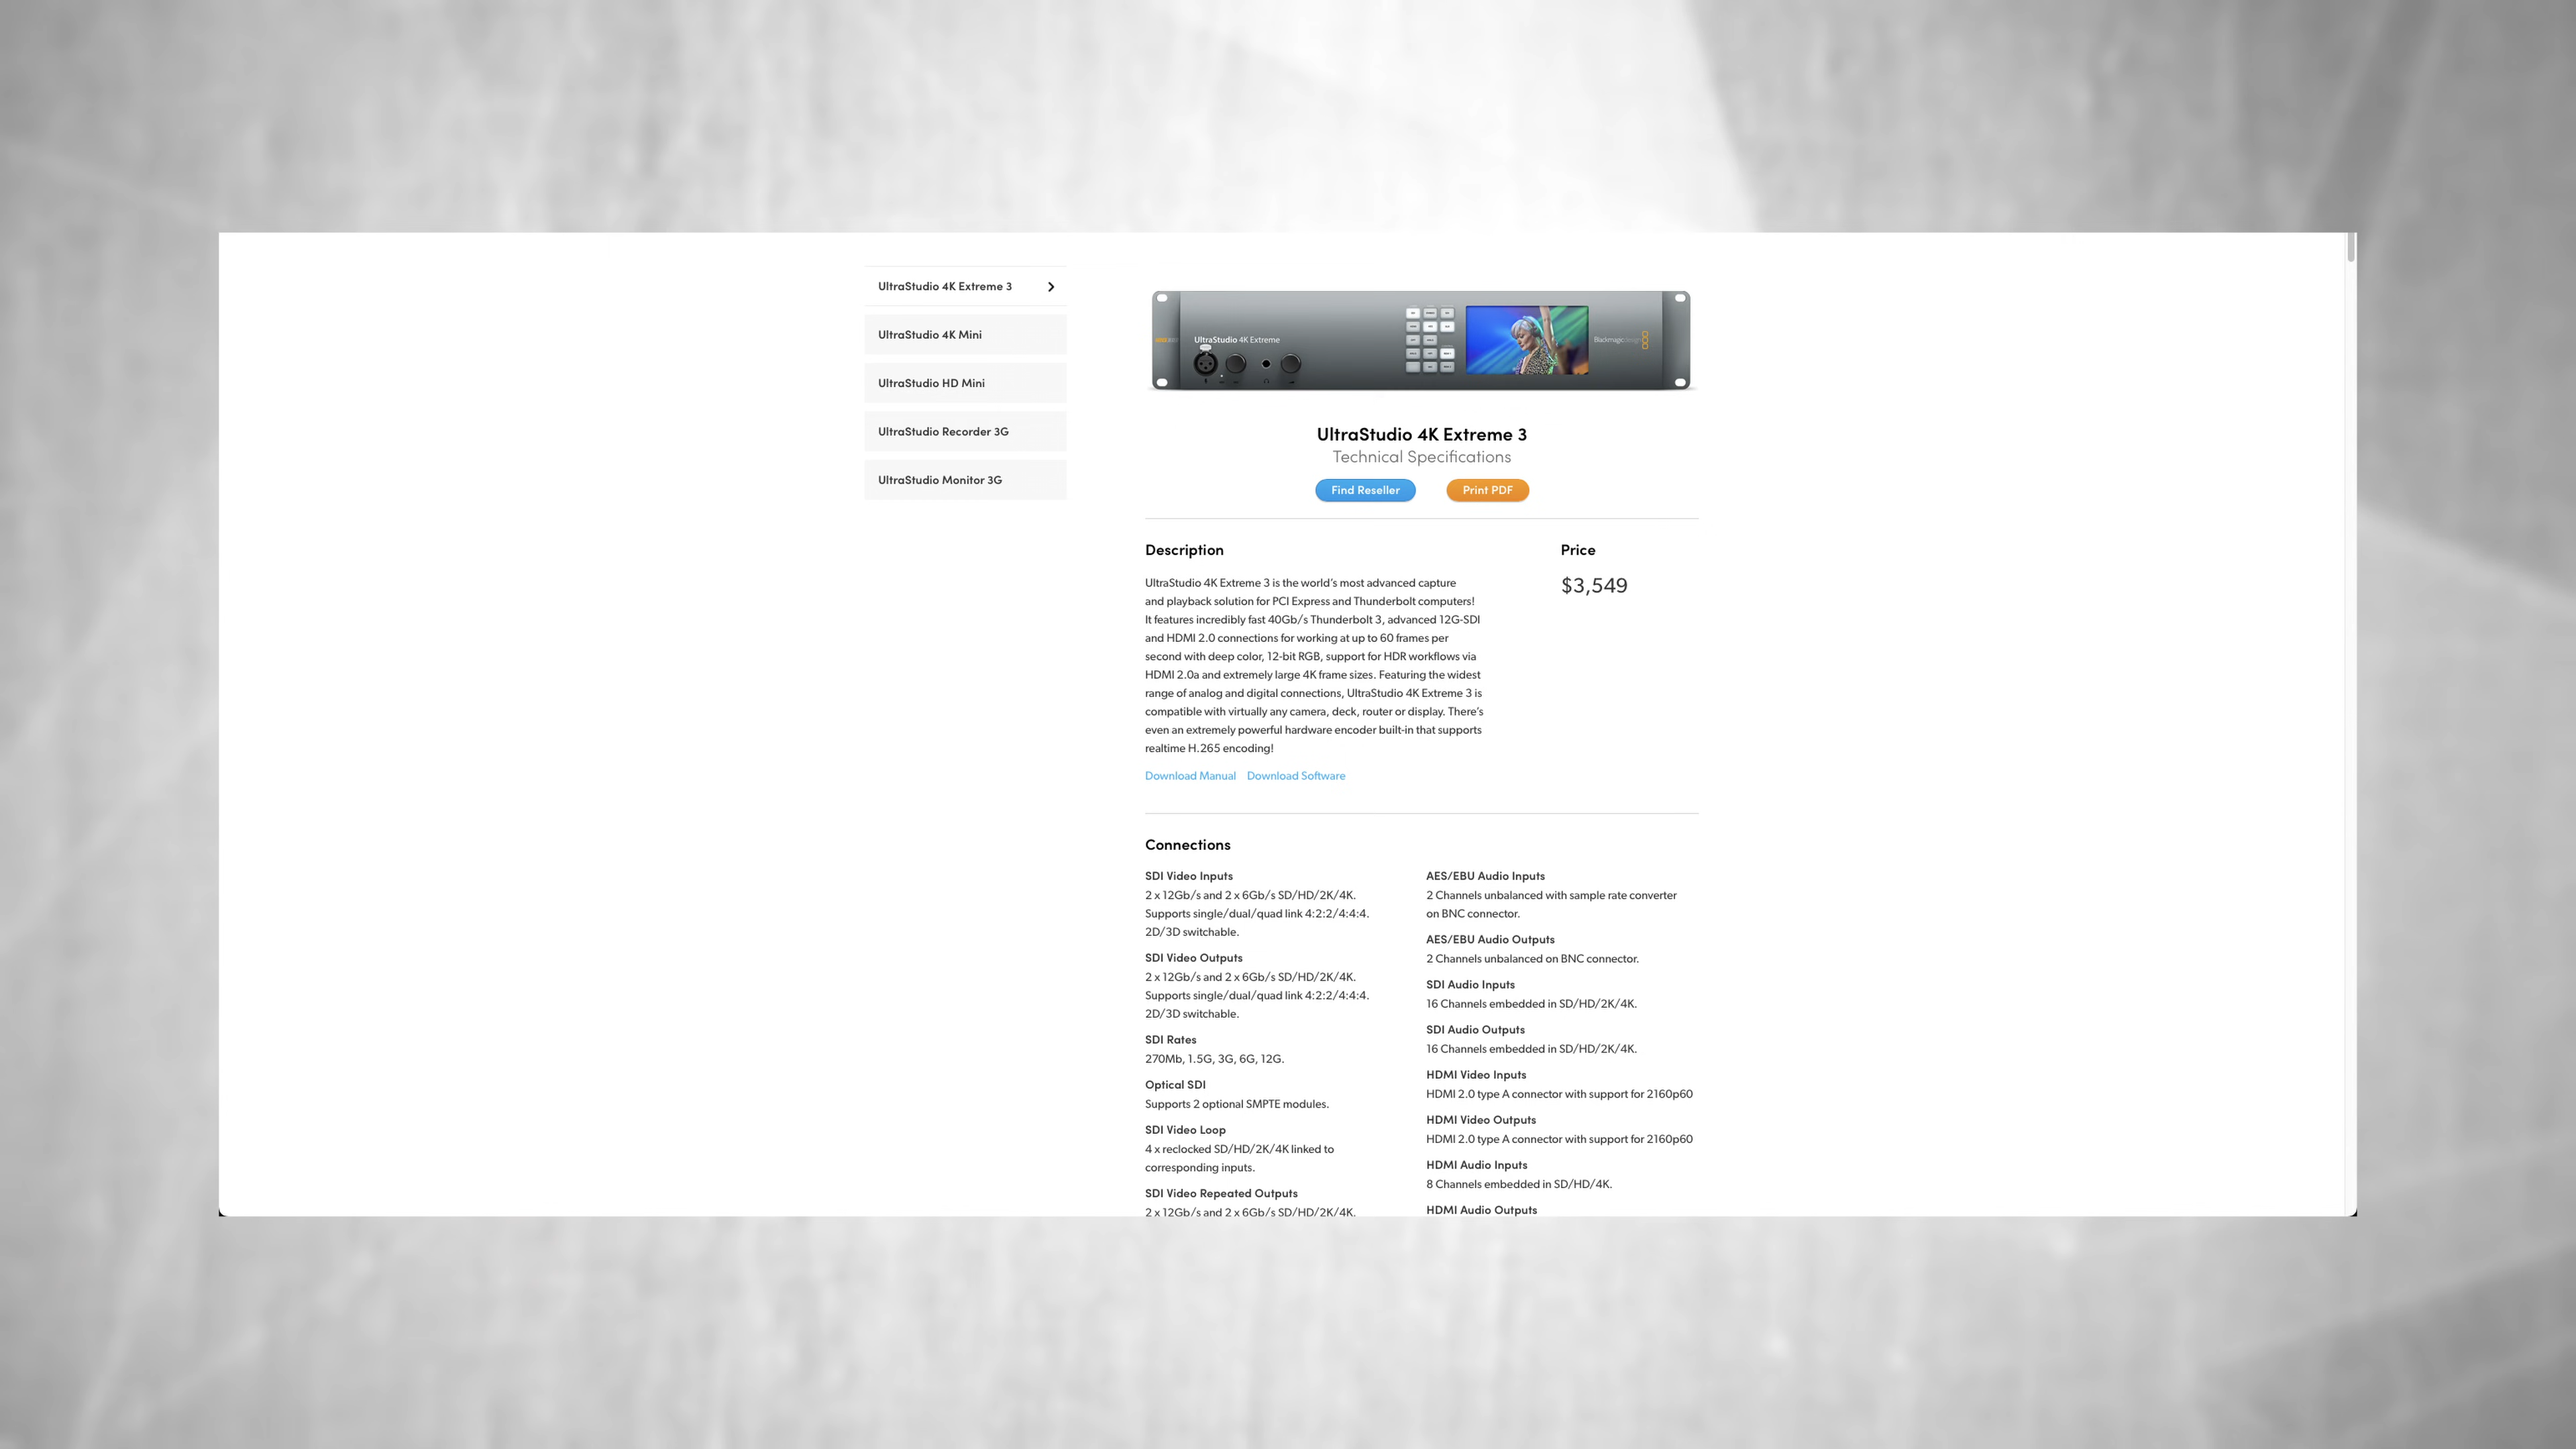 UltraStudio 4K Extreme 3
UltraStudio 4K Mini
UltraStudio HD Mini
UltraStudio Recorder 3G
UltraStudio Monitor 3G
UltraStudio 4K Extreme
Blackmagicdesign
UltraStudio 4K Extreme 3
Technical Specifications
Find Reseller
Print PDF
Description
UltraStudio 4K Extreme 3 is the world's most advanced capture
and playback solution for PCI Express and Thunderbolt computers!
It features incredibly fast 40Gb/s Thunderbolt 3, advanced 12G-SDI
and HDMI 2.0 connections for working at up to 60 frames per
second with deep color, 12-bit RGB, support for HDR workflows via
HDMI 2.0a and extremely large 4K frame sizes. Featuring the widest
range of analog and digital connections, UltraStudio 4K Extreme 3 is
compatible with virtually any camera, deck, router or display. There's
even an extremely powerful hardware encoder built-in that supports
realtime H.265 encoding!
Download Manual Download Software
Price
$3,549
Connections
SDI Video Inputs
2 x 12Gb/s and 2 x 6Gb/s SD/HD/2K/4K.
Supports single/dual/quad link 4:2:2/4:4:4.
2D/3D switchable.
SDI Video Outputs
2 x 12Gb/s and 2 x 6Gb/s SD/HD/2K/4K.
Supports single/dual/quad link 4:2:2/4:4:4.
2D/3D switchable.
SDI Rates
270Mb, 1.5G, 3G, 6G, 12G.
Optical SDI
Supports 2 optional SMPTE modules.
SDI Video Loop
4 x reclocked SD/HD/2K/4K linked to
corresponding inputs.
SDI Video Repeated Outputs
2 x 12Gb/s and 2 x 6Gb/s SD/HD/2K/4K.
AES/EBU Audio Inputs
2 Channels unbalanced with sample rate converter
on BNC connector.
AES/EBU Audio Outputs
2 Channels unbalanced on BNC connector.
SDI Audio Inputs
16 Channels embedded in SD/HD/2K/4K.
SDI Audio Outputs
16 Channels embedded in SD/HD/2K/4K.
HDMI Video Inputs
HDMI 2.0 type A connector with support for 2160p60
HDMI Video Outputs
HDMI 2.0 type A connector with support for 2160p60
HDMI Audio Inputs
8 Channels embedded in SD/HD/4K.
HDMI Audio Outputs